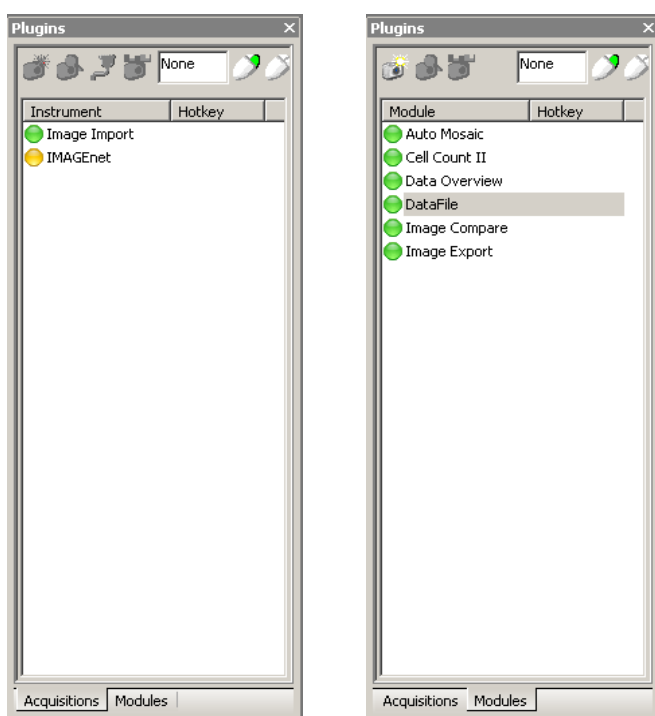 Plugins
None
Instrument Hotkey
Image Import
IMAGEnet
Acquisitions Modules
Plugins
None
Module Hotkey
Auto Mosaic
Cell Count II
Data Overview
DataFile
Image Compare
Image Export
Acquisitions Modules